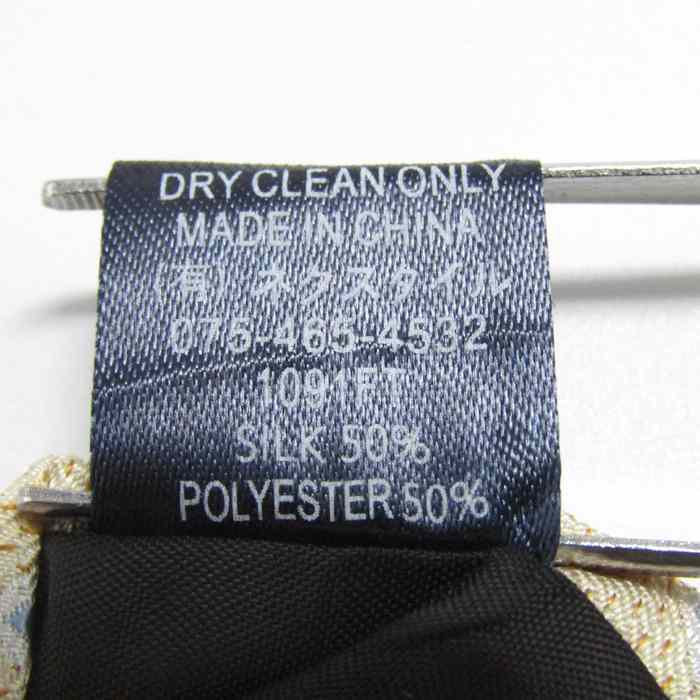 DRY CLEAN ONLY
MADE IN CHINA
(有) ネクスタイル
075-465-4532
1091FT
SILK 50%
POLYESTER 50%